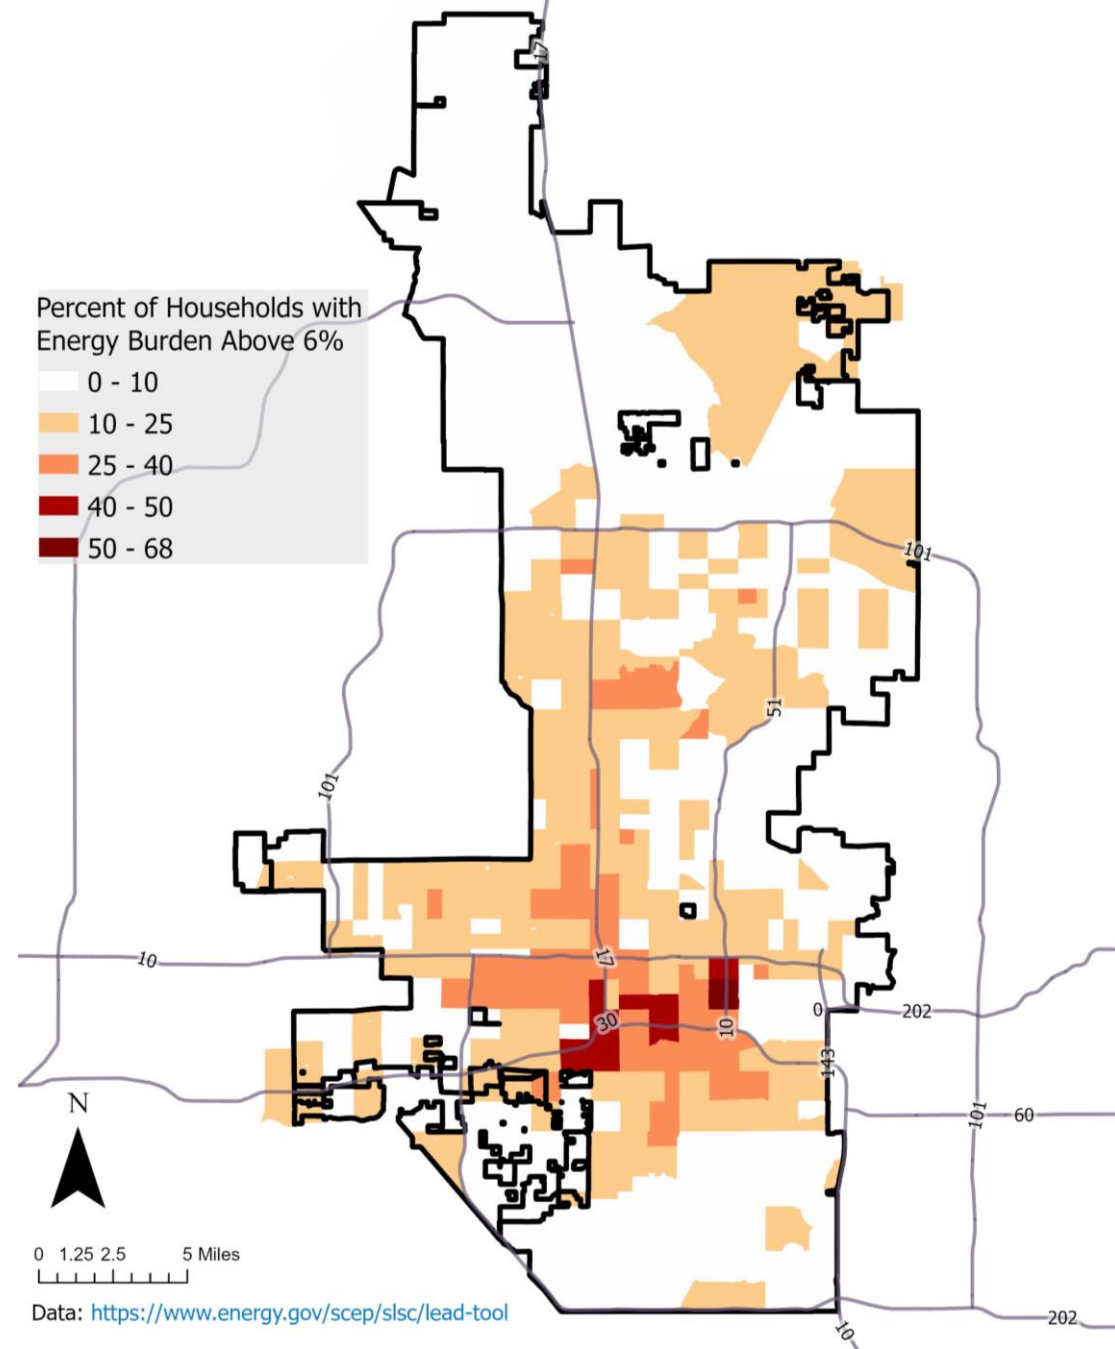 17
Percent of Households with
Energy Burden Above 6%
0 - 10
10 - 25
25 - 40
40 - 50
50 - 68
101
51
101
10
17
30
10
0
202
143
N
101
60
0 1.25 2.5 5 Miles
Data: https://www.energy.gov/scep/slsc/lead-tool
202
10